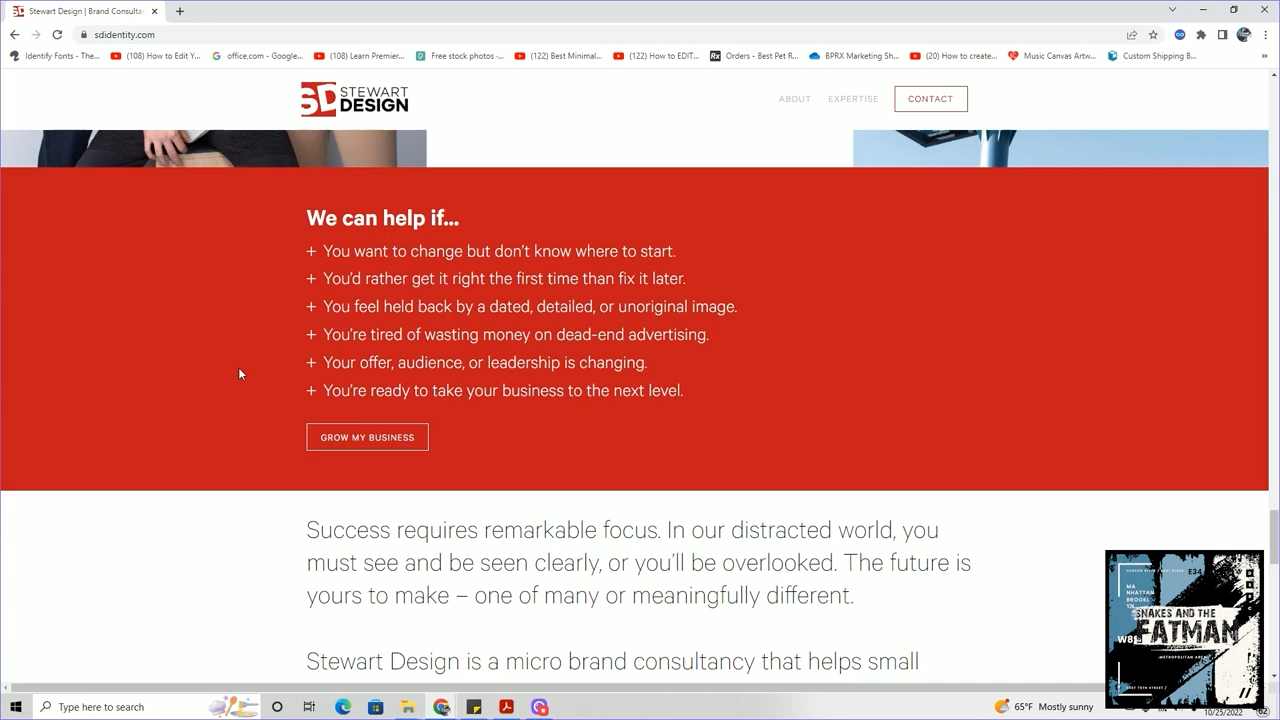 Stewart Design | Brand Consultan
sdidentity.com
Identify Fonts - The...
(108) How to Edit Y...
office,com - Google...
(108) Learn Premier...
Free stock photos -...
(122) Best Minimal...
(122) How to EDIT...
Rx
Orders - Best Pet R...
BPRX Marketing Sh...
(20) How to create...
Music Canvas Artw...
Custom Shipping B...
SD STEWART
DESIGN
ABOUT
EXPERTISE
CONTACT
We can help if...
+ You want to change but don't know where to start.
+ You'd rather get it right the first time than fix it later.
+ You feel held back by a dated, detailed, or unoriginal image.
+ You're tired of wasting money on dead-end advertising.
+ Your offer, audience, or leadership is changing.
+ You're ready to take your business to the next level.
GROW MY BUSINESS
Success requires remarkable focus. In our distracted world, you
must see and be seen clearly, or you'll be overlooked. The future is
yours to make – one of many or meaningfully different.
Stewart Design is a micro brand consultancy that helps small
MA
NHATTAN
BROOKL
YN
SNAKES AND THE
EATMAN
METROPOLITAN AREA
Type here to search
65°F Mostly sunny
10/25/2022